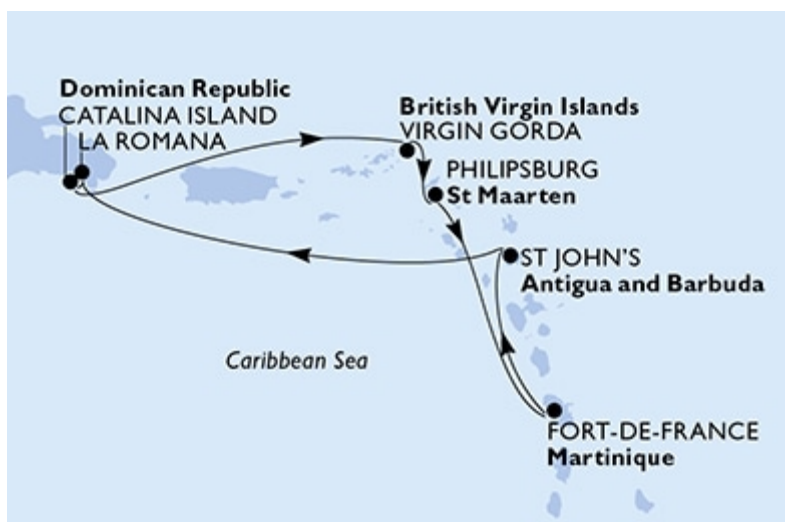 Dominican Republic
CATALINA ISLAND
LA ROMANA
British Virgin Islands
VIRGIN GORDA
PHILIPSBURG
St Maarten
ST JOHN'S
Antigua and Barbuda
Caribbean Sea
FORT-DE-FRANCE
Martinique